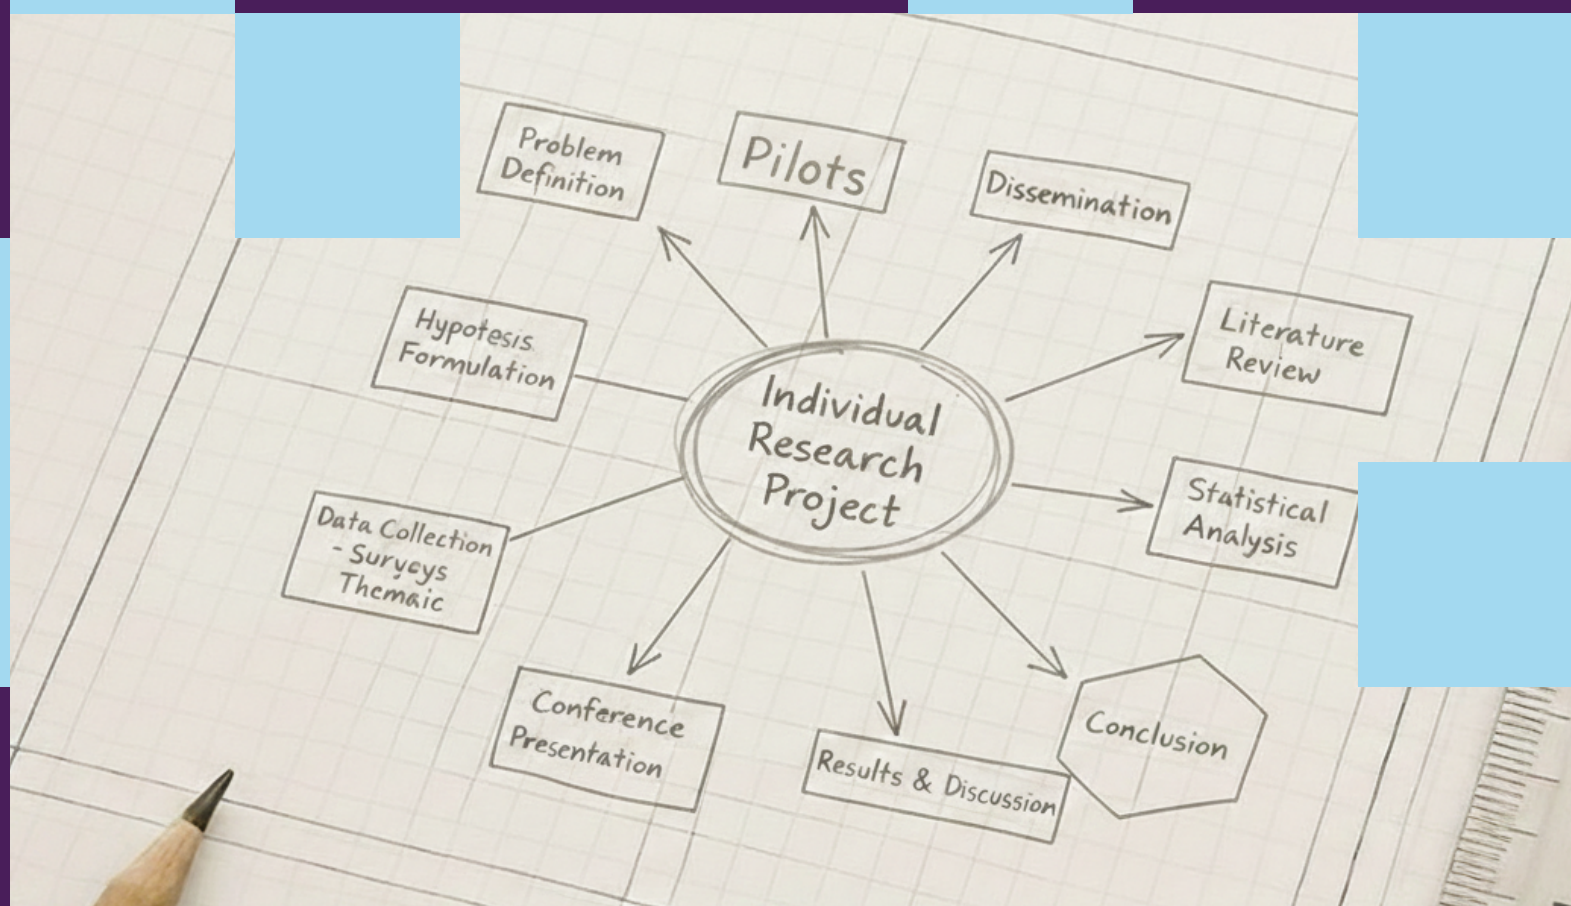 Problem
Definition
Pilots
Dissemination
Hypotesis
Formulation
Literature
Review
Individual
Research
Project
Statistical
Analysis
Data Collection
- Surveys
Themaic
Conference
Presentation
Results & Discussion
Conclusion